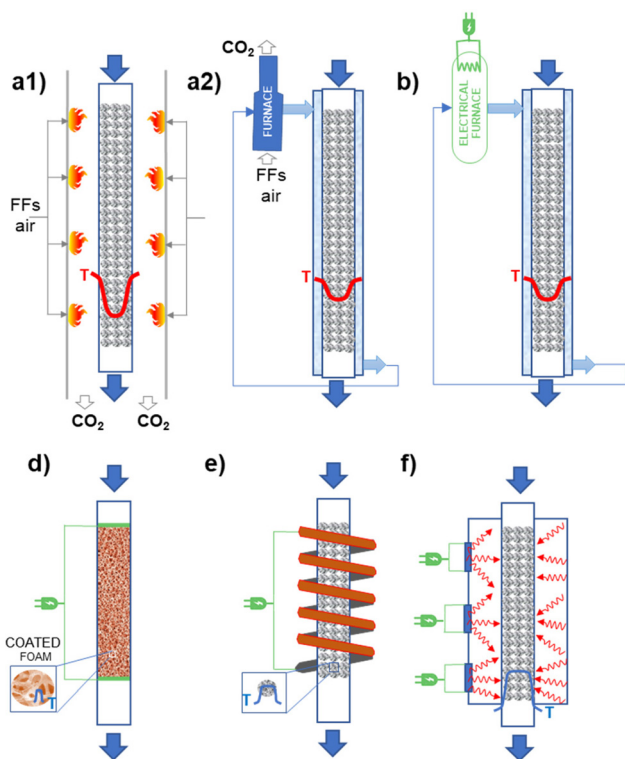 a1)
FFs
air
T
CO2
CO2
a2)
CO2
FURNACE
FFs
air
T
b)
ELECTRICAL
FURNACE
T
d)
COATED
FOAM
T
e)
T
f)
T